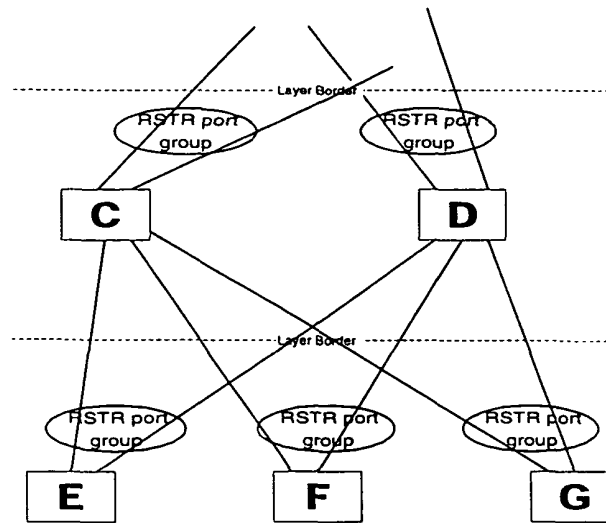 Layer Border
RSTR port
group
RSTR port
group
C
D
Layer Border
RSTR port
group
RSTR port
group
RSTR port
group
E
F
G